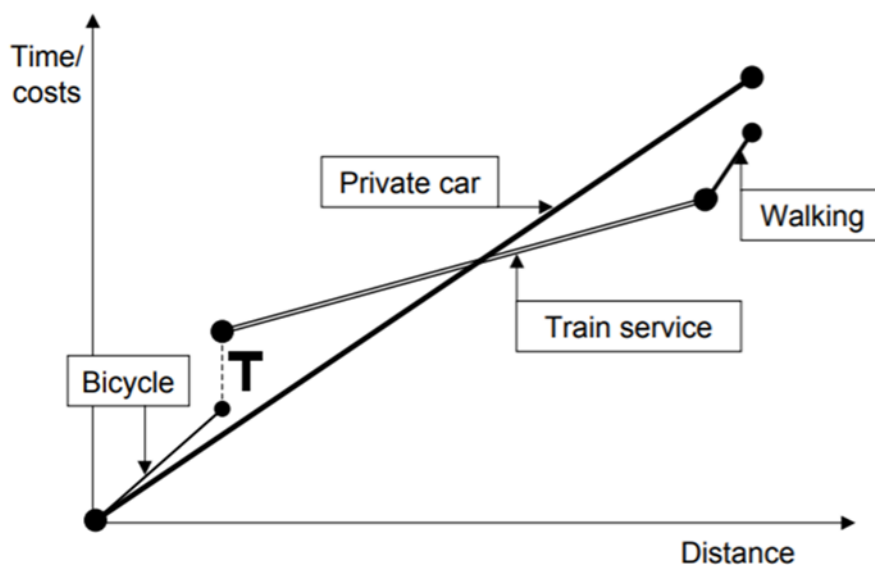 Time/
costs
Private car
Walking
Train service
T
Bicycle
Distance